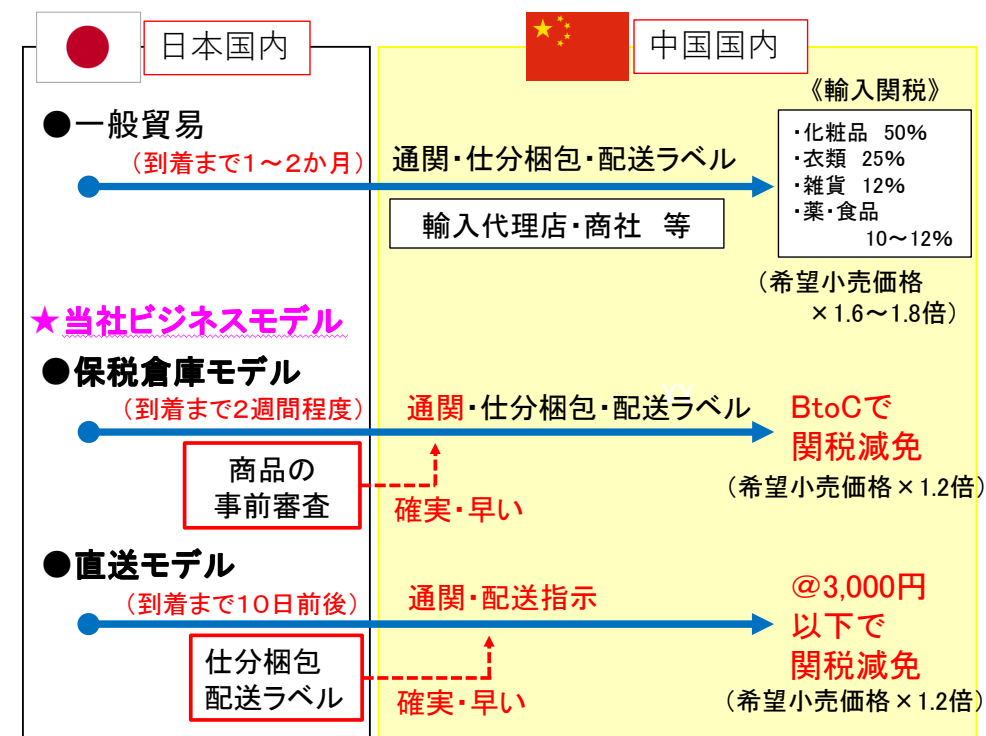 日本国内
中国国内
《輸入関税》
●一般貿易
（到着まで１～２か月）
通関・仕分梱包・配送ラベル
輸入代理店・商社　等
・化粧品 50%
・衣類 25%
・雑貨 12%
・薬・食品
10～12%
（希望小売価格
×1.6～1.8倍）
★当社ビジネスモデル
●保税倉庫モデル
（到着まで２週間程度）
通関・仕分梱包・配送ラベル
BtoCで
関税減免
（希望小売価格×1.2倍）
商品の
事前審査
確実・早い
●直送モデル
（到着まで１０日前後）
通関・配送指示
＠3,000円
以下で
関税減免
（希望小売価格×1.2倍）
仕分梱包
配送ラベル
確実・早い